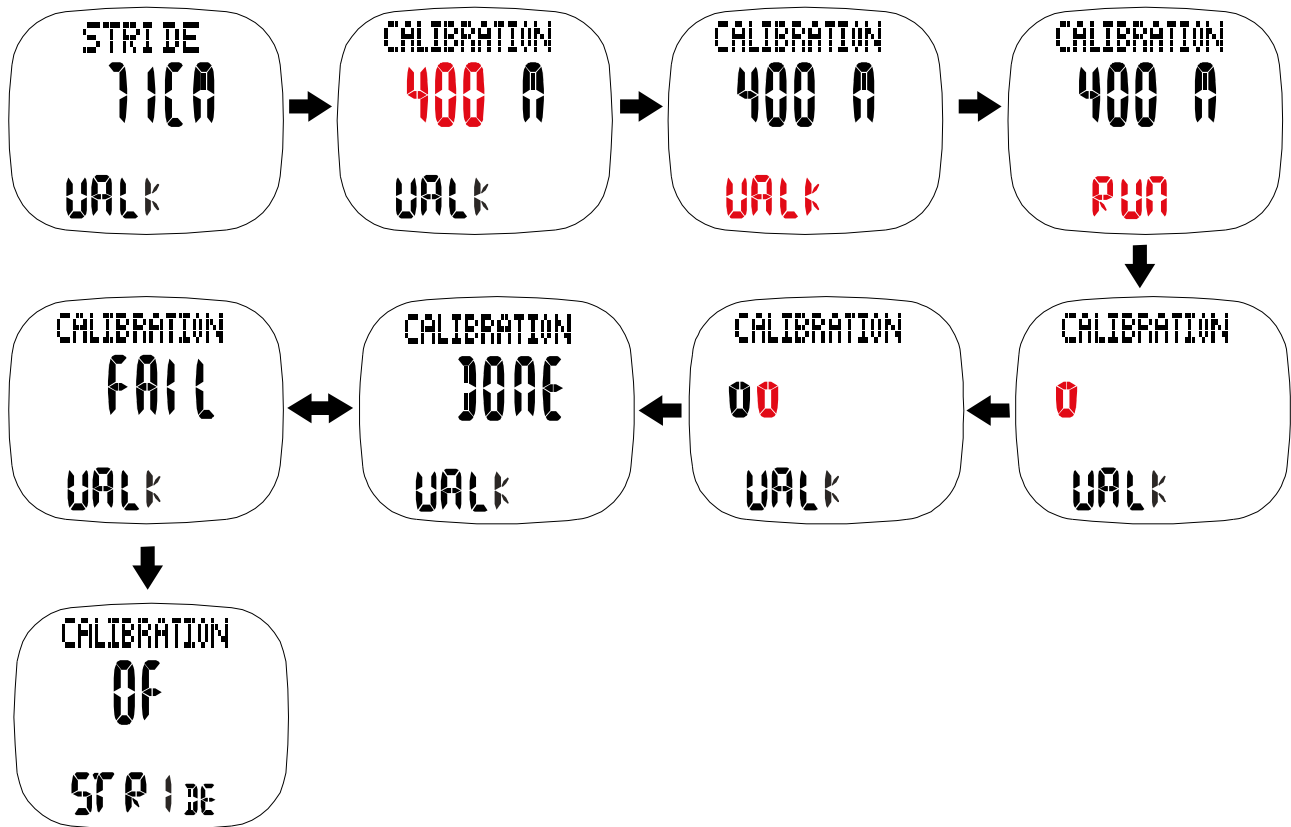 STRIDE
71CM
WALK
CALIBRATION
400 M
WALK
CALIBRATION
400 M
WALK
CALIBRATION
400 M
RUN
CALIBRATION
FAIL
WALK
CALIBRATION
DONE
WALK
CALIBRATION
00
WALK
CALIBRATION
0
WALK
CALIBRATION
OF
STRIDE